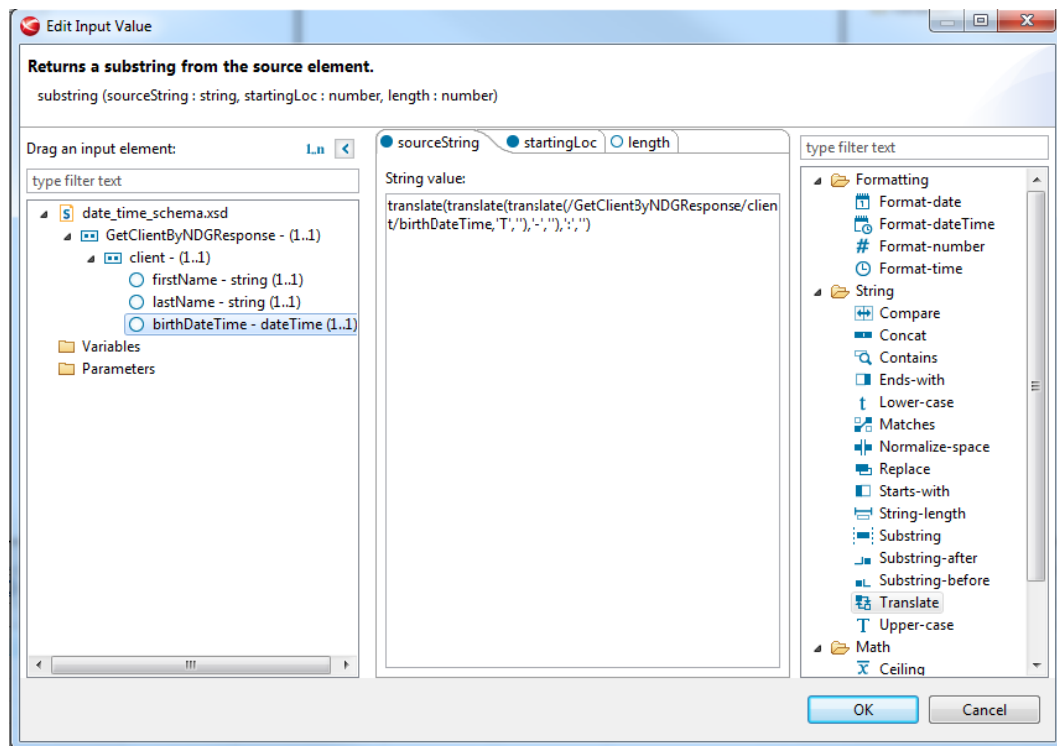 Edit Input Value
Returns a substring from the source element.
substring (sourceString : string, startingLoc : number, length : number)
Drag an input element:
1..n
type filter text
date_time_schema.xsd
GetClientByNDGResponse - (1..1)
client - (1..1)
firstName - string (1..1)
lastName - string (1..1)
birthDateTime - dateTime (1..1)
Variables
Parameters
sourceString
startingLoc
length
String value:
translate(translate(translate(/GetClientByNDGResponse/clien
t/birthDateTime,'T',''),'-',''),':','')
type filter text
Formatting
Format-date
Format-dateTime
Format-number
Format-time
String
Compare
Concat
Contains
Ends-with
Lower-case
Matches
Normalize-space
Replace
Starts-with
String-length
Substring
Substring-after
Substring-before
Translate
Upper-case
Math
Ceiling
OK
Cancel